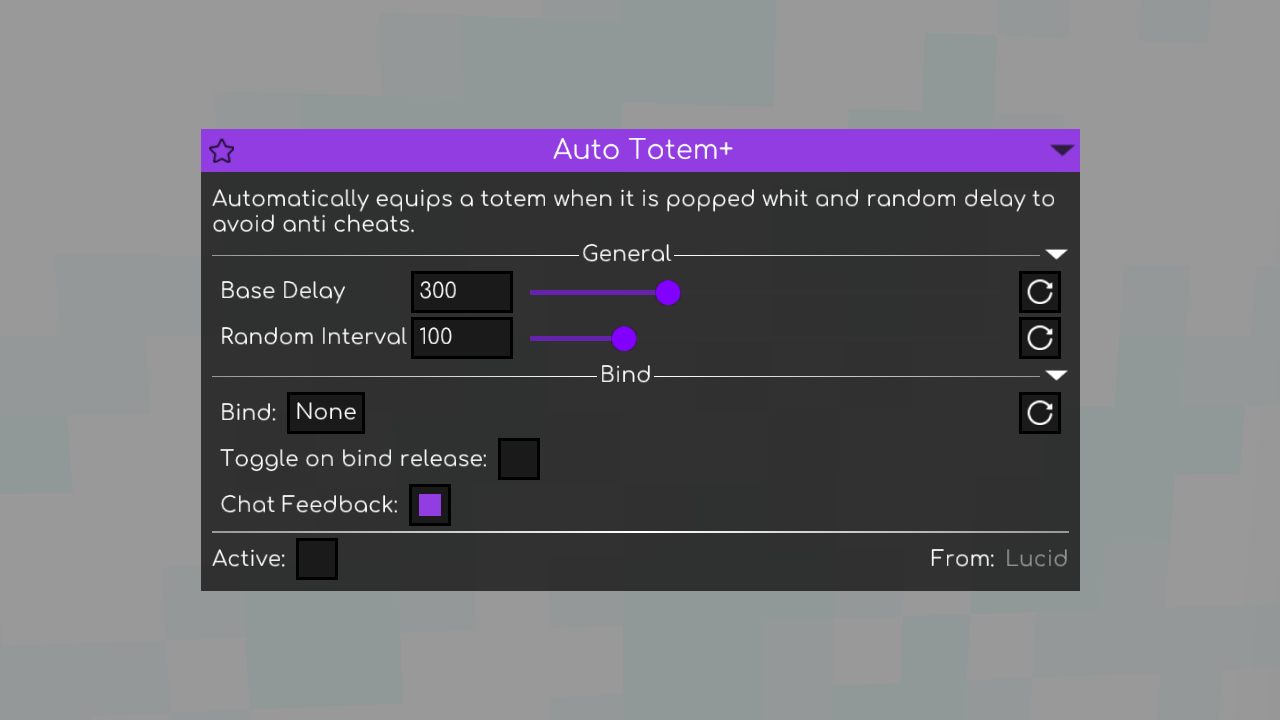 Auto Totem+
Automatically equips a totem when it is popped whit and random delay to
avoid anti cheats.
General
Base Delay 300
Random Interval 100
Bind
Bind: None
Toggle on bind release:
Chat Feedback:
Active: From: Lucid